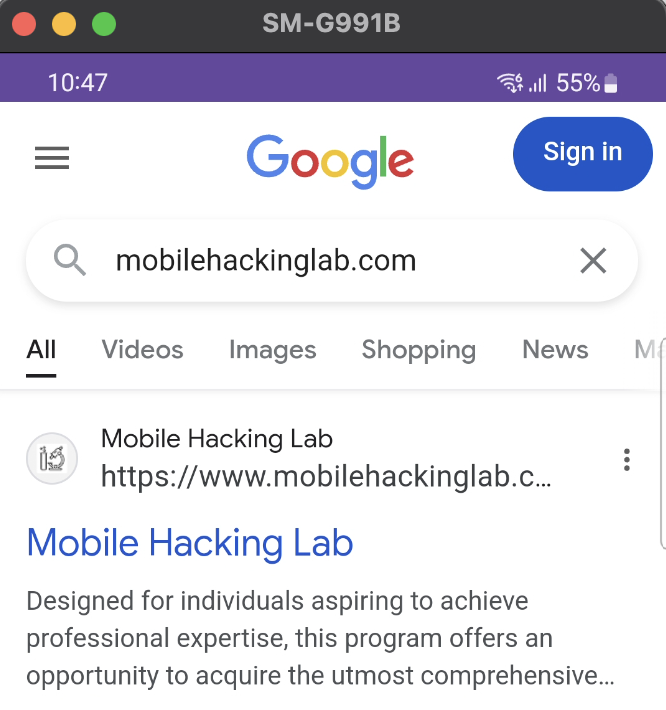 SM-G991B
10:47 55%
Google
Sign in
mobilehackinglab.com
All Videos Images Shopping News
Mobile Hacking Lab
https://www.mobilehackinglab.c...
Mobile Hacking Lab
Designed for individuals aspiring to achieve
professional expertise, this program offers an
opportunity to acquire the utmost comprehensive...